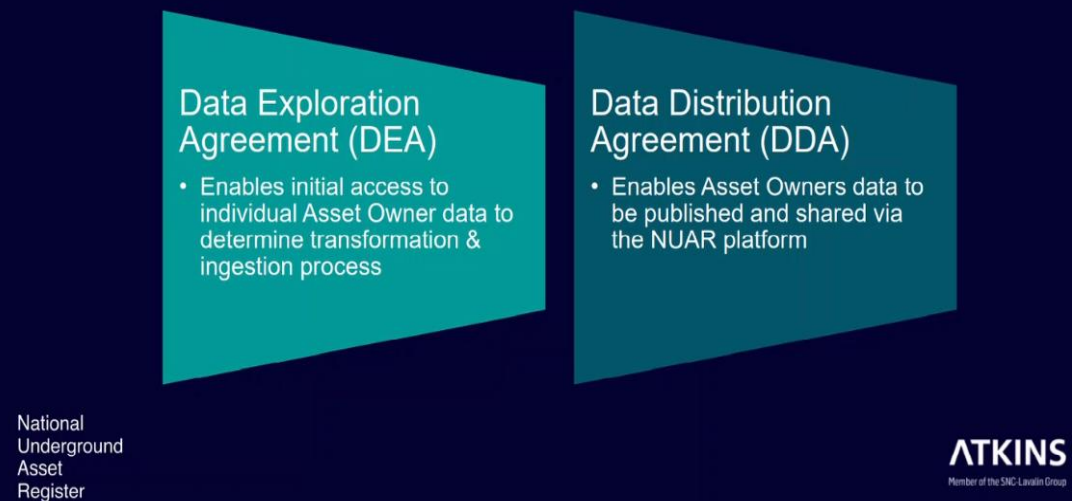 Data Exploration
Agreement (DEA)
• Enables initial access to
individual Asset Owner data to
determine transformation &
ingestion process
Data Distribution
Agreement (DDA)
• Enables Asset Owners data to
be published and shared via
the NUAR platform
National
Underground
Asset
Register
ATKINS
Member of the SNC-Lavalin Group